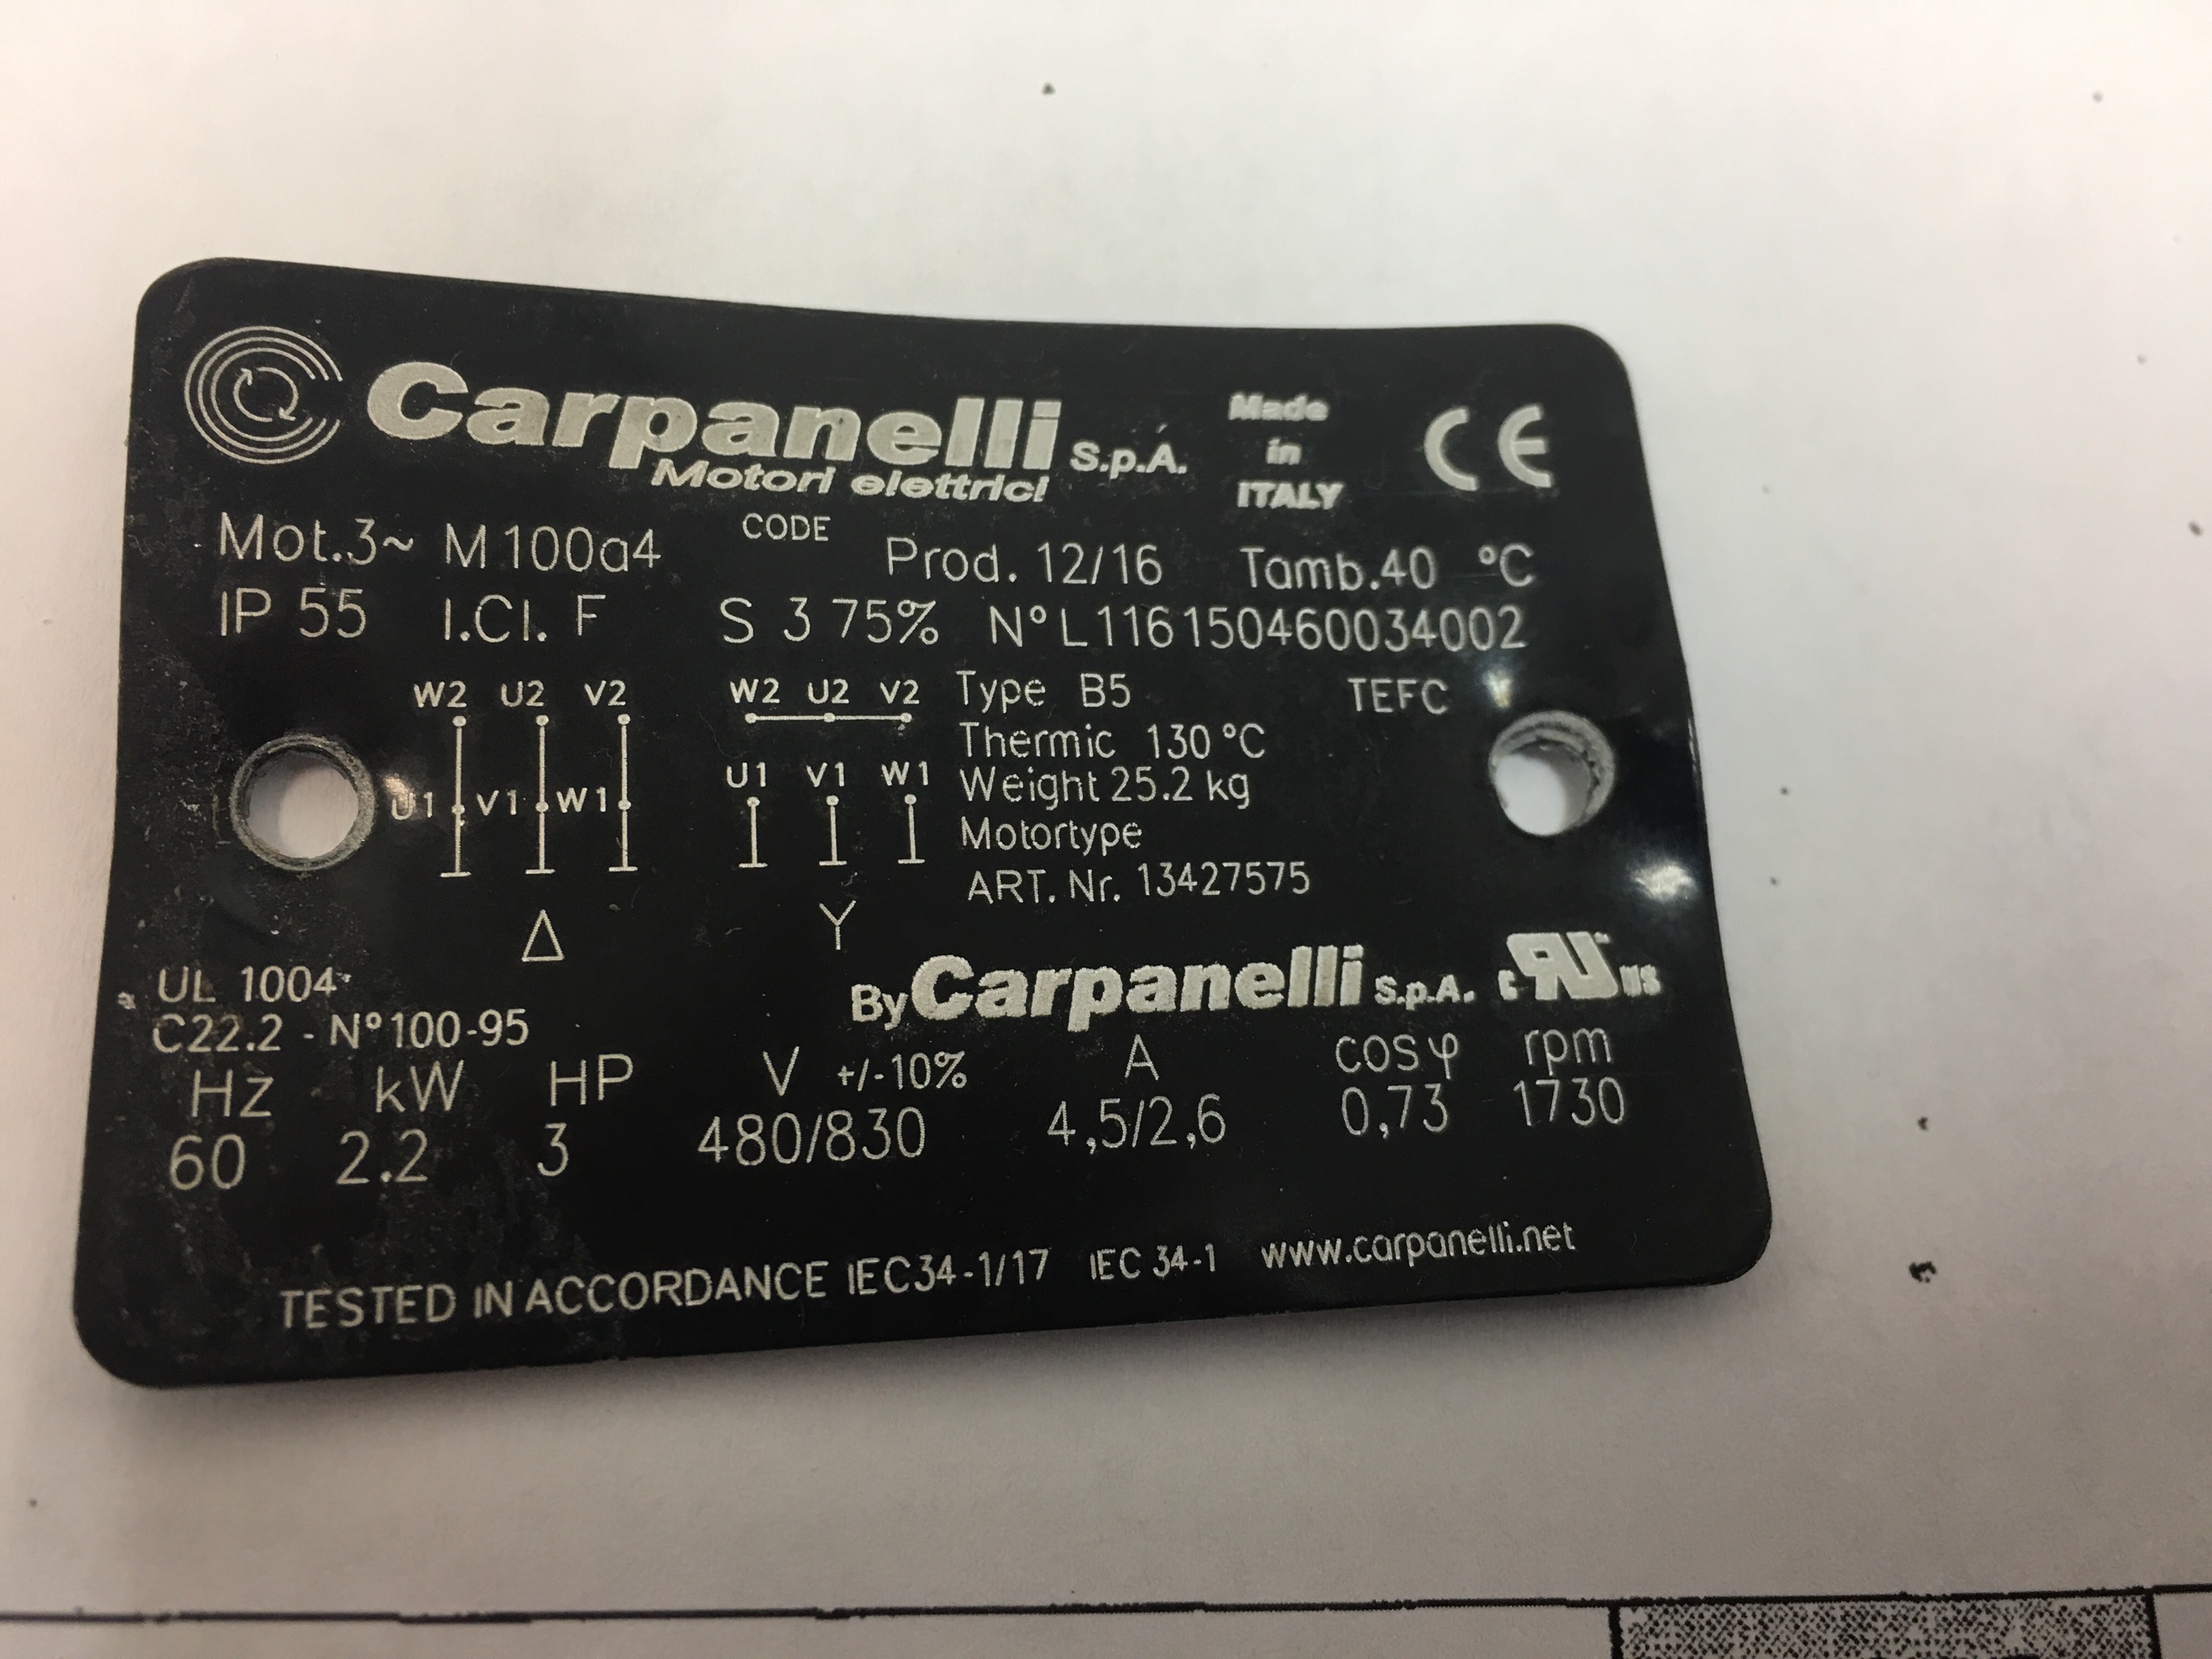 Carpanelli S.p.A.
Motori elettrici
Made
in
ITALY
CE
Mot.3~ M100a4 CODE Prod. 12/16 Tamb.40 °C
IP 55 I.Cl. F S 3 75% N°L116150460034002
W2 U2 V2 W2 U2 V2 Type B5 TEFC
Thermic 130 °C
U1 V1 W1 U1 V1 W1 Weight 25.2 kg
Motortype
ART. Nr. 13427575
Δ Y
UL 1004
C22.2 - N°100-95
By Carpanelli S.p.A. c RU US
Hz kW HP V +/-10% A cosφ rpm
60 2.2 3 480/830 4,5/2,6 0,73 1730
TESTED IN ACCORDANCE IEC34-1/17 IEC 34-1 www.carpanelli.net